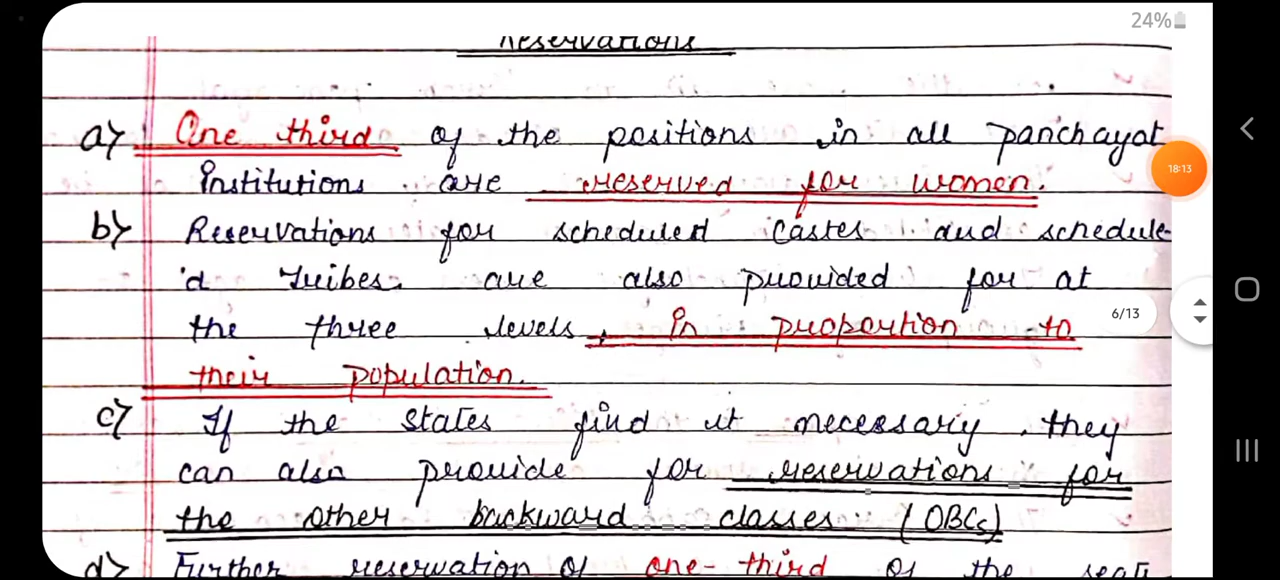 24%
Reservations
a) One third of the positions in all panchayat
18:13
Institutions are reserved for women.
b) Reservations for scheduled Castes and schedule-
'd Tribes. are also provided for at
6/13
the three levels, In proportion to
their population.
c) If the states find it necessary. they
can also provide for reservations for
the other backward classes (OBCs)
d) Further reservation of one-third of the seats